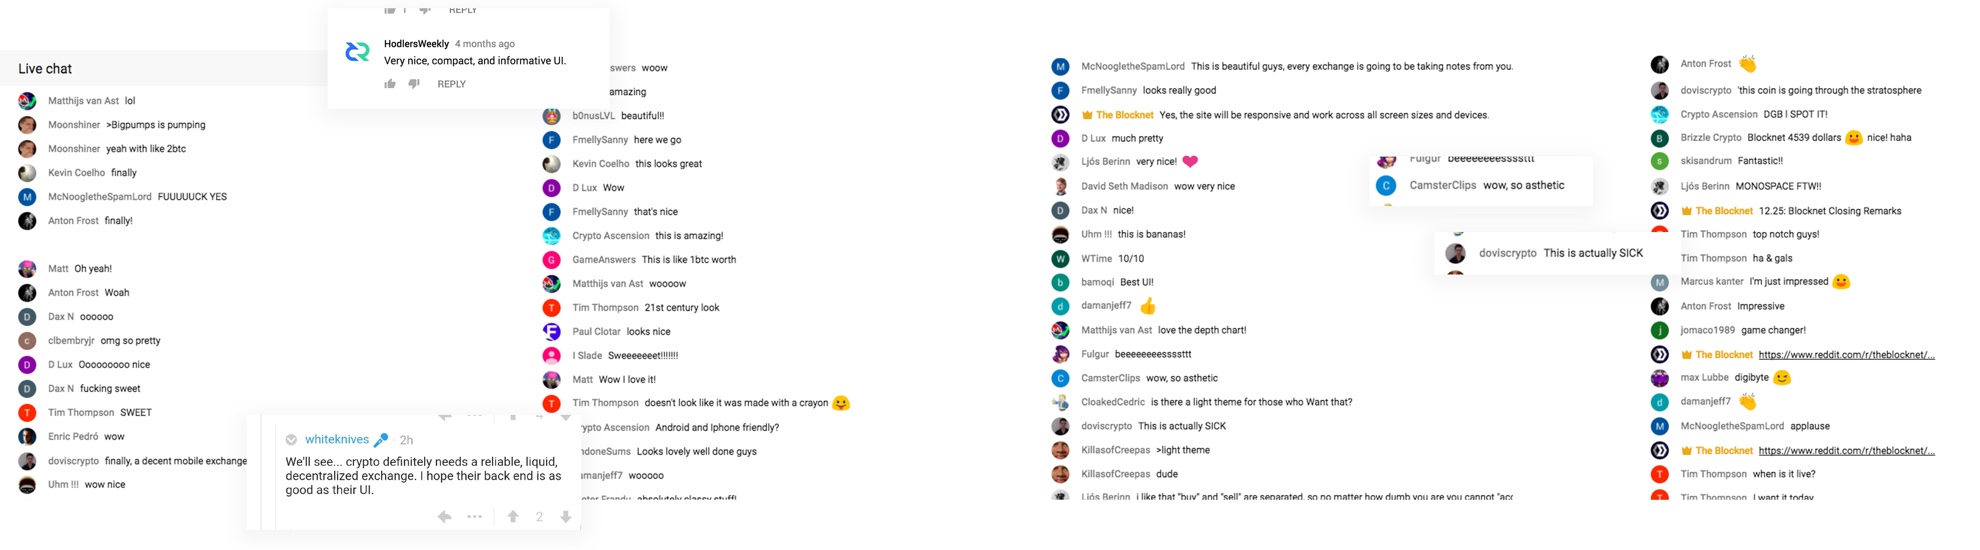 1 REPLY
HodlersWeekly 4 months ago
Very nice, compact, and informative UI.
REPLY
Live chat
Matthijs van Ast lol
Moonshiner >Bigpumps is pumping
Moonshiner yeah with like 2btc
Kevin Coelho finally
McNoogletheSpamLord FUUUUUCK YES
Anton Frost finally!
Matt Oh yeah!
Anton Frost Woah
Dax N oooooo
clbembryjr omg so pretty
D Lux Ooooooooo nice
Dax N fucking sweet
Tim Thompson SWEET
Enric Pedró wow
doviscrypto finally, a decent mobile exchange
Uhm !!! wow nice
whiteknives 2h
We'll see... crypto definitely needs a reliable, liquid,
decentralized exchange. I hope their back end is as
good as their UI.
2
swers woow
amazing
b0nusLVL beautiful!!
FmellySanny here we go
Kevin Coelho this looks great
D Lux Wow
FmellySanny that's nice
Crypto Ascension this is amazing!
GameAnswers This is like 1btc worth
Matthijs van Ast woooow
Tim Thompson 21st century look
Paul Clotar looks nice
I Slade Sweeeeeeet!!!!!!!
Matt Wow I love it!
Tim Thompson doesn't look like it was made with a crayon 😛
ypto Ascension Android and Iphone friendly?
ndoneSums Looks lovely well done guys
amanjeff7 wooooo
absolutely classy stuff!
McNoogletheSpamLord This is beautiful guys, every exchange is going to be taking notes from you.
FmellySanny looks really good
The Blocknet Yes, the site will be responsive and work across all screen sizes and devices.
D Lux much pretty
Ljós Berinn very nice! ❤
David Seth Madison wow very nice
Dax N nice!
Uhm !!! this is bananas!
WTime 10/10
bamoqi Best UI!
damanjeff7 👍
Matthijs van Ast love the depth chart!
Fulgur beeeeeeeessssttt
CamsterClips wow, so asthetic
CloakedCedric is there a light theme for those who Want that?
doviscrypto This is actually SICK
KillasofCreepas >light theme
KillasofCreepas dude
Ljós Berinn i like that "buy" and "sell" are separated, so no matter how dumb you are you cannot "acc
Fulgur beeeeeeeessssttt
CamsterClips wow, so asthetic
doviscrypto This is actually SICK
Anton Frost 👏
doviscrypto 'this coin is going through the stratosphere
Crypto Ascension DGB I SPOT IT!
Brizzle Crypto Blocknet 4539 dollars 😛 nice! haha
skisandrum Fantastic!!
Ljós Berinn MONOSPACE FTW!!
The Blocknet 12.25: Blocknet Closing Remarks
Tim Thompson top notch guys!
Tim Thompson ha & gals
Marcus kanter I'm just impressed 😛
Anton Frost Impressive
jomaco1989 game changer!
The Blocknet https://www.reddit.com/r/theblocknet/...
max Lubbe digibyte 😉
damanjeff7 👏
McNoogletheSpamLord applause
The Blocknet https://www.reddit.com/r/theblocknet/...
Tim Thompson when is it live?
Tim Thompson I want it today